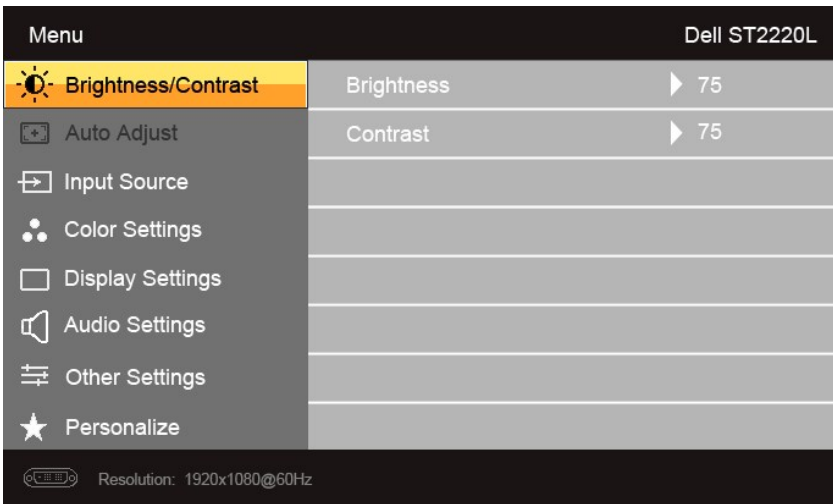 Menu Dell ST2220L
Brightness/Contrast Brightness 75
Auto Adjust Contrast 75
Input Source
Color Settings
Display Settings
Audio Settings
Other Settings
Personalize
Resolution: 1920x1080@60Hz